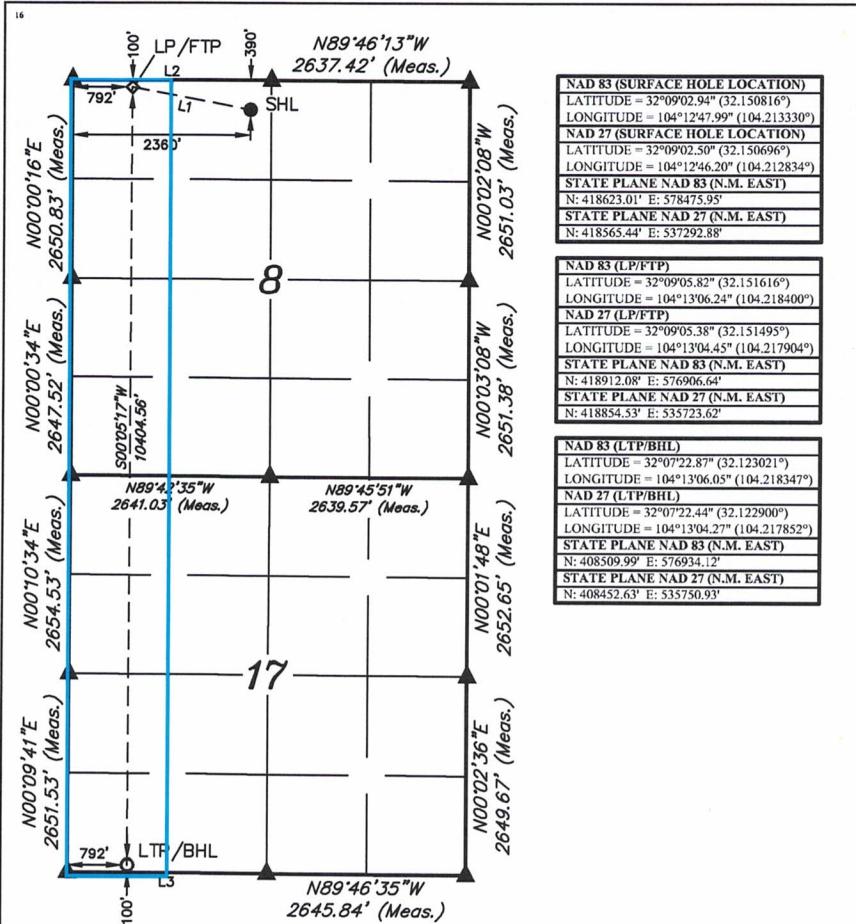 16
100'
LP/FTP
390'
N89°46'13"W
2637.42' (Meas.)
L2
792'
L1
SHL
2360'
N00°00'16"E
2650.83' (Meas.)
N00°02'08"W
2651.03' (Meas.)
8
N00°00'34"E
2647.52' (Meas.)
N00°03'08"W
2651.38' (Meas.)
S00°05'17"W
10404.56'
N89°42'35"W
2641.03' (Meas.)
N89°45'51"W
2639.57' (Meas.)
N00°10'34"E
2654.53' (Meas.)
N00°01'48"E
2652.65' (Meas.)
17
N00°09'41"E
2651.53' (Meas.)
N00°02'36"E
2649.67' (Meas.)
792'
LTP/BHL
L3
100'
N89°46'35"W
2645.84' (Meas.)
NAD 83 (SURFACE HOLE LOCATION)
LATITUDE = 32°09'02.94" (32.150816°)
LONGITUDE = 104°12'47.99" (104.213330°)
NAD 27 (SURFACE HOLE LOCATION)
LATITUDE = 32°09'02.50" (32.150696°)
LONGITUDE = 104°12'46.20" (104.212834°)
STATE PLANE NAD 83 (N.M. EAST)
N: 418623.01' E: 578475.95'
STATE PLANE NAD 27 (N.M. EAST)
N: 418565.44' E: 537292.88'
NAD 83 (LP/FTP)
LATITUDE = 32°09'05.82" (32.151616°)
LONGITUDE = 104°13'06.24" (104.218400°)
NAD 27 (LP/FTP)
LATITUDE = 32°09'05.38" (32.151495°)
LONGITUDE = 104°13'04.45" (104.217904°)
STATE PLANE NAD 83 (N.M. EAST)
N: 418912.08' E: 576906.64'
STATE PLANE NAD 27 (N.M. EAST)
N: 418854.53' E: 535723.62'
NAD 83 (LTP/BHL)
LATITUDE = 32°07'22.87" (32.123021°)
LONGITUDE = 104°13'06.05" (104.218347°)
NAD 27 (LTP/BHL)
LATITUDE = 32°07'22.44" (32.122900°)
LONGITUDE = 104°13'04.27" (104.217852°)
STATE PLANE NAD 83 (N.M. EAST)
N: 408509.99' E: 576934.12'
STATE PLANE NAD 27 (N.M. EAST)
N: 408452.63' E: 535750.93'